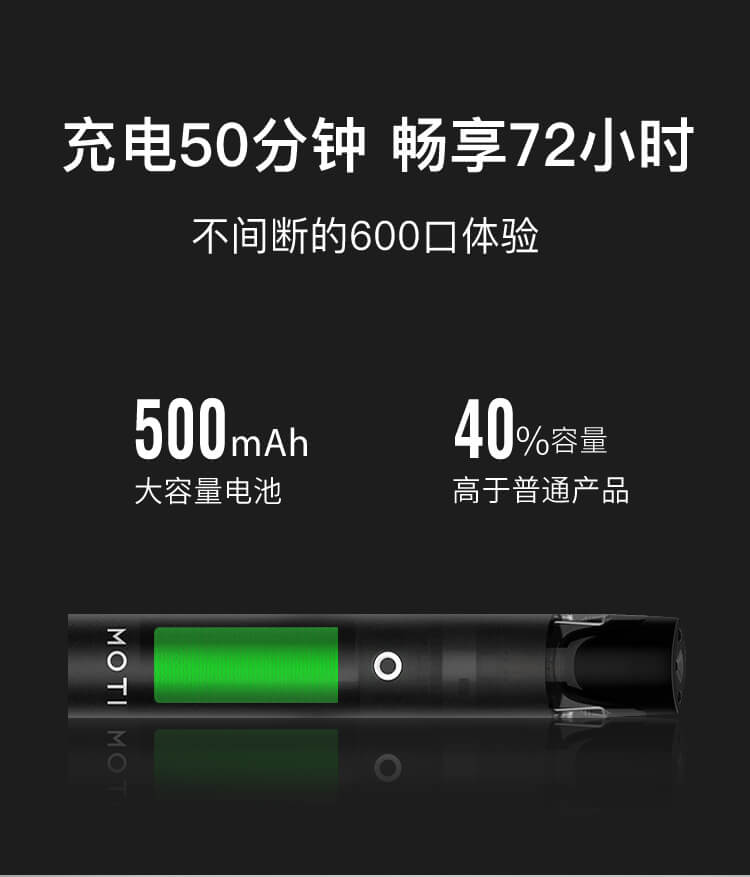 充电50分钟 畅享72小时
不间断的600口体验
500mAh
大容量电池
40%容量
高于普通产品
MOTI